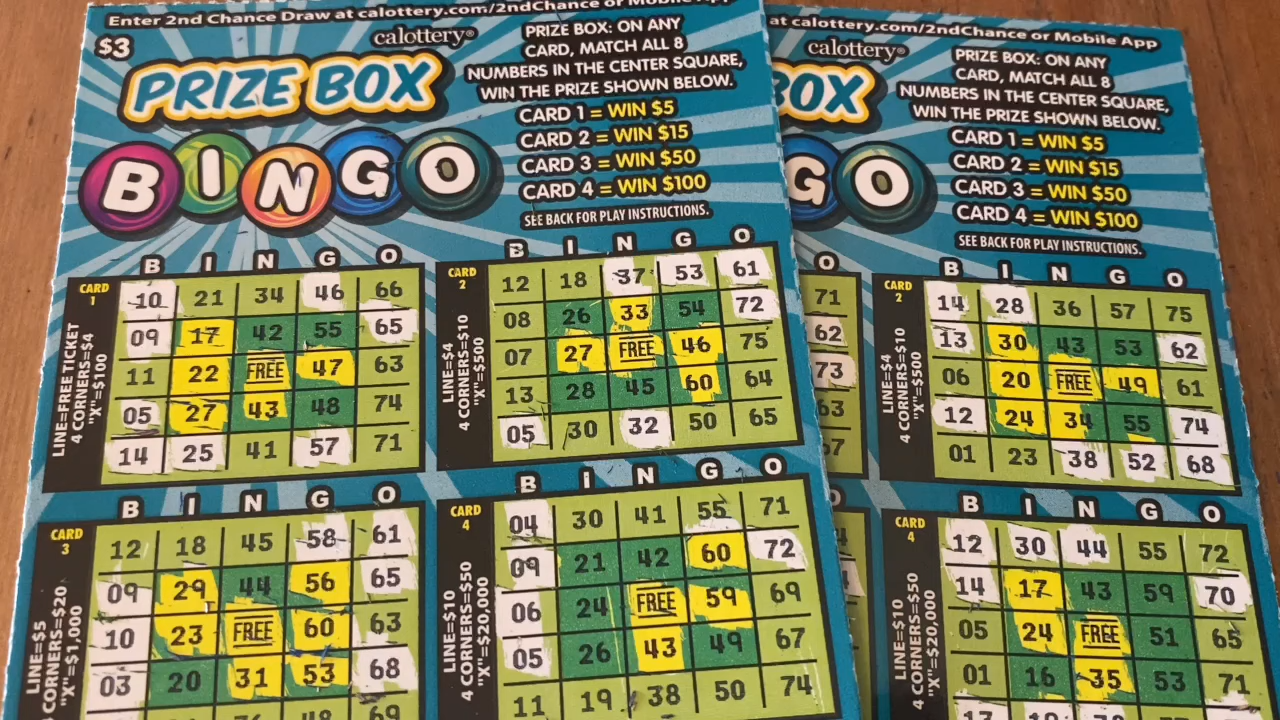 Enter 2nd Chance Draw at calottery.com/2ndChance or Mobile App
$3
calottery®
PRIZE BOX
BINGO
PRIZE BOX: ON ANY
CARD, MATCH ALL 8
NUMBERS IN THE CENTER SQUARE,
WIN THE PRIZE SHOWN BELOW.
CARD 1 = WIN $5
CARD 2 = WIN $15
CARD 3 = WIN $50
CARD 4 = WIN $100
SEE BACK FOR PLAY INSTRUCTIONS.
CARD 1
LINE=FREE TICKET
4 CORNERS=$4
"X"=$100
B I N G O
10 21 34 46 66
09 17 42 55 65
11 22 FREE 47 63
05 27 43 48 74
14 25 41 57 71
CARD 2
LINE=$4
4 CORNERS=$10
"X"=$500
B I N G O
12 18 37 53 61
08 26 33 54 72
07 27 FREE 46 75
13 28 45 60 64
05 30 32 50 65
CARD 3
LINE=$5
4 CORNERS=$20
"X"=$1,000
B I N G O
12 18 45 58 61
09 29 44 56 65
10 23 FREE 60 63
03 20 31 53 68
48 69
CARD 4
LINE=$10
4 CORNERS=$50
"X"=$20,000
B I N G O
04 30 41 55 71
09 21 42 60 72
06 24 FREE 59 69
05 26 43 49 67
11 19 38 50 74
at calottery.com/2ndChance or Mobile App
calottery®
BOX
GO
PRIZE BOX: ON ANY
CARD, MATCH ALL 8
NUMBERS IN THE CENTER SQUARE,
WIN THE PRIZE SHOWN BELOW.
CARD 1 = WIN $5
CARD 2 = WIN $15
CARD 3 = WIN $50
CARD 4 = WIN $100
SEE BACK FOR PLAY INSTRUCTIONS.
O
71
62
73
63
67
CARD 2
LINE=$4
4 CORNERS=$10
"X"=$500
B I N G O
14 28 36 57 75
13 30 43 53 62
06 20 FREE 49 61
12 24 34 55 74
01 23 38 52 68
CARD 4
LINE=$10
4 CORNERS=$50
"X"=$20,000
B I N G O
12 30 44 55 72
14 17 43 59 70
05 24 FREE 51 65
01 16 35 53 71
17